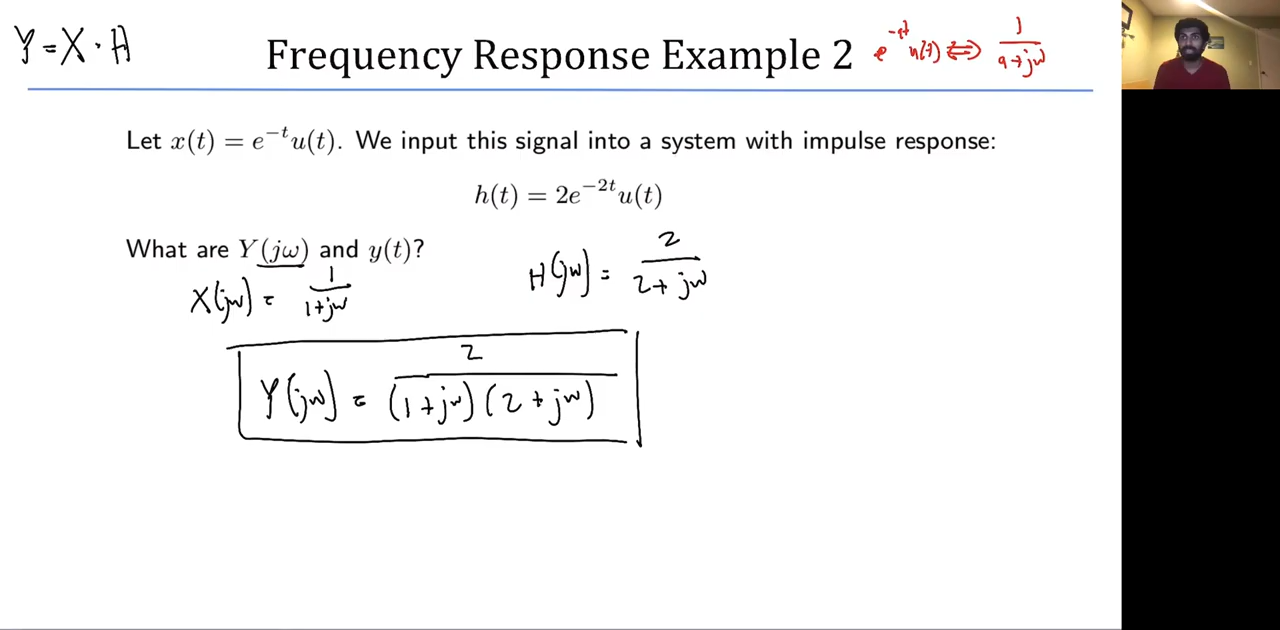 Y = X · H
Frequency Response Example 2
e^{-at} u(t) ⇔ 1/(a+jω)
Let x(t) = e^{−t}u(t). We input this signal into a system with impulse response:
h(t) = 2e^{−2t}u(t)
What are Y(jω) and y(t)?
X(jω) = 1/(1+jω)
H(jω) = 2/(2+jω)
Y(jω) = 2/((1+jω)(2+jω))